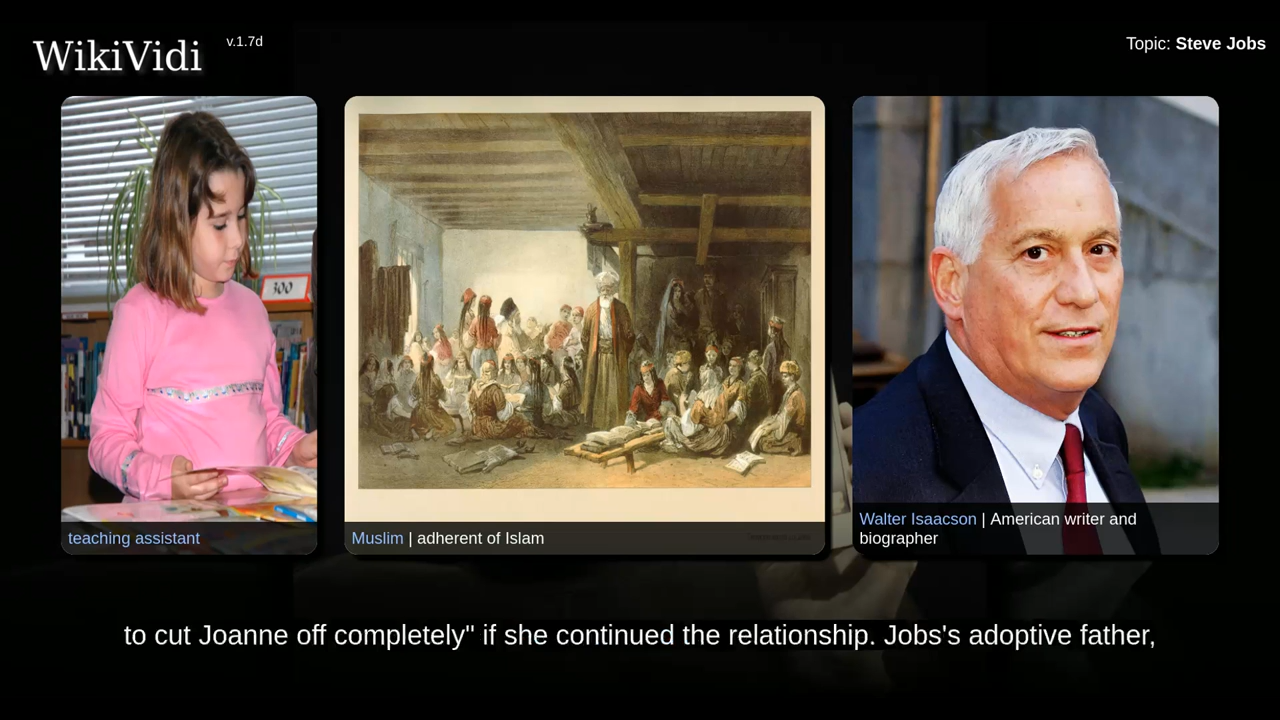 WikiVidi
v.1.7d
Topic: Steve Jobs
300
teaching assistant
Muslim | adherent of Islam
Walter Isaacson | American writer and
biographer
to cut Joanne off completely" if she continued the relationship. Jobs's adoptive father,